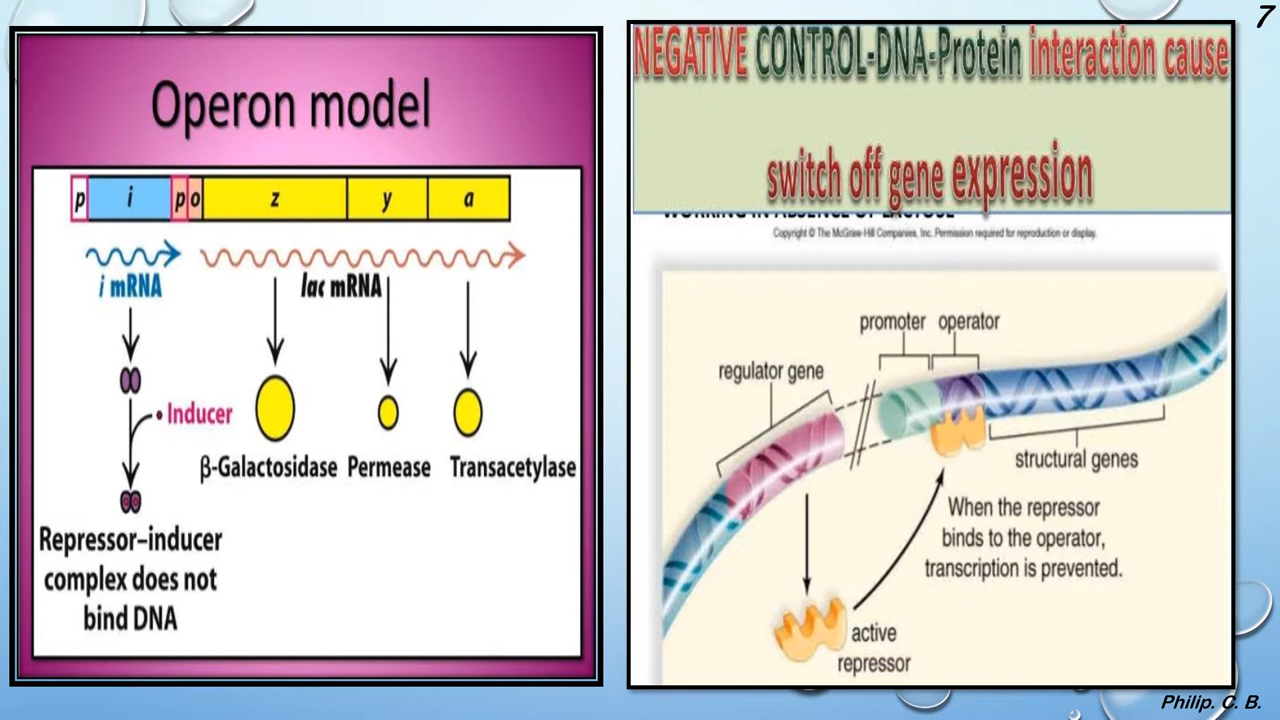 7
Operon model
p i p o z y a
i mRNA
lac mRNA
Inducer
β-Galactosidase Permease Transacetylase
Repressor–inducer
complex does not
bind DNA
NEGATIVE CONTROL-DNA-Protein interaction cause
switch off gene expression
WORKING IN ABSENCE OF LACTOSE
Copyright © The McGraw-Hill Companies, Inc. Permission required for reproduction or display.
promoter operator
regulator gene
structural genes
When the repressor
binds to the operator,
transcription is prevented.
active
repressor
Philip. C. B.